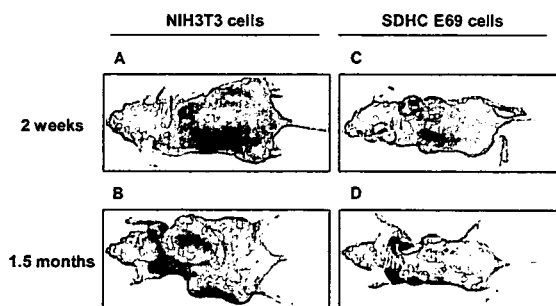 NIH3T3 cells SDHC E69 cells
A C
2 weeks
B D
1.5 months